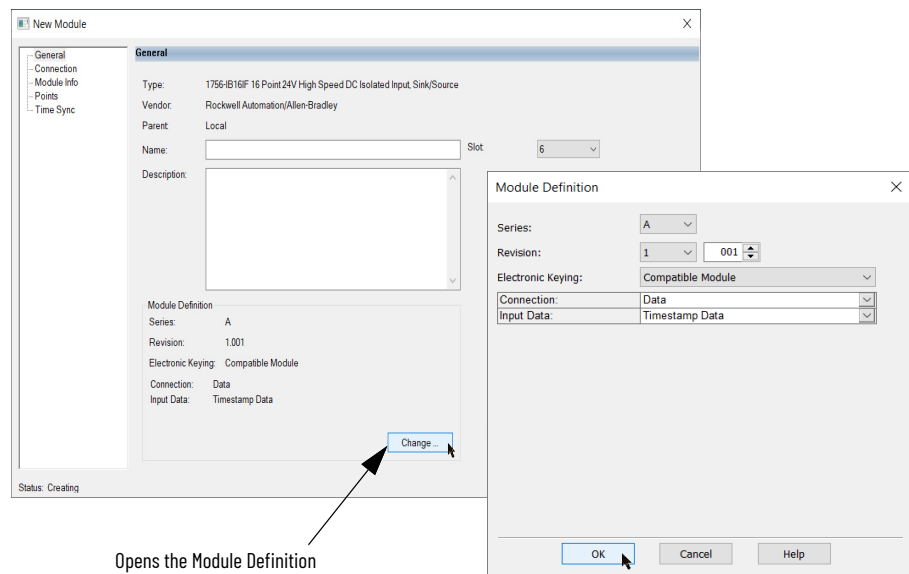 New Module
General
Connection
Module Info
Points
Time Sync
General
Type: 1756-IB16IF 16 Point 24V High Speed DC Isolated Input, Sink/Source
Vendor: Rockwell Automation/Allen-Bradley
Parent: Local
Name: Slot: 6
Description:
Module Definition
Series: A
Revision: 1.001
Electronic Keying: Compatible Module
Connection: Data
Input Data: Timestamp Data
Change ...
Status: Creating
Opens the Module Definition
Module Definition
Series: A
Revision: 1 001
Electronic Keying: Compatible Module
Connection: Data
Input Data: Timestamp Data
OK Cancel Help